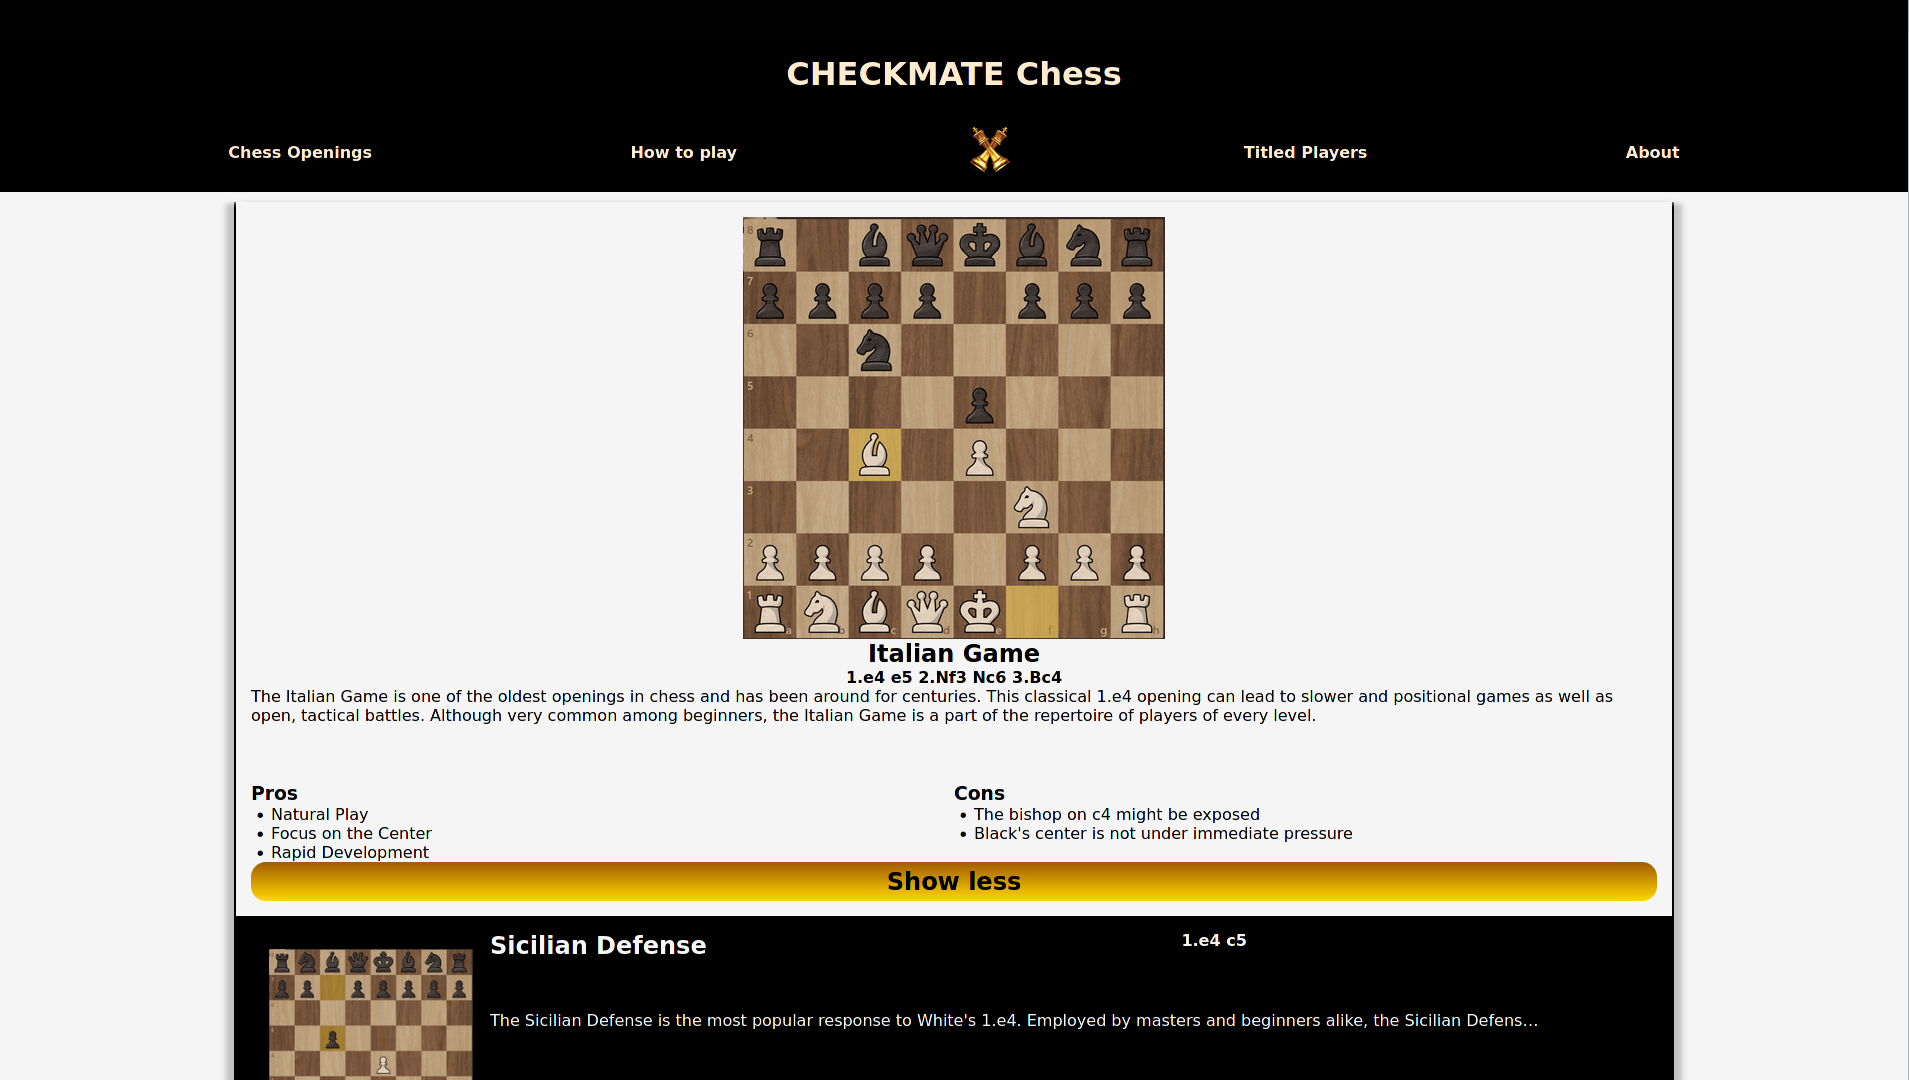 CHECKMATE Chess
Chess Openings How to play Titled Players About
8
7
6
5
4
3
2
1
a b c d e f g h
Italian Game
1.e4 e5 2.Nf3 Nc6 3.Bc4
The Italian Game is one of the oldest openings in chess and has been around for centuries. This classical 1.e4 opening can lead to slower and positional games as well as
open, tactical battles. Although very common among beginners, the Italian Game is a part of the repertoire of players of every level.
Pros
• Natural Play
• Focus on the Center
• Rapid Development
Cons
• The bishop on c4 might be exposed
• Black's center is not under immediate pressure
Show less
Sicilian Defense
1.e4 c5
The Sicilian Defense is the most popular response to White's 1.e4. Employed by masters and beginners alike, the Sicilian Defens...